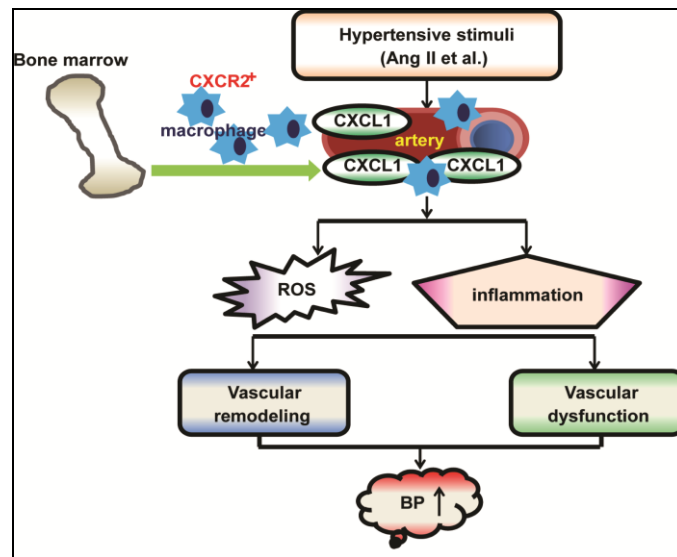 Hypertensive stimuli
(Ang II et al.)
Bone marrow
CXCR2+
macrophage
CXCL1
artery
CXCL1
CXCL1
ROS
inflammation
Vascular
remodeling
Vascular
dysfunction
BP ↑